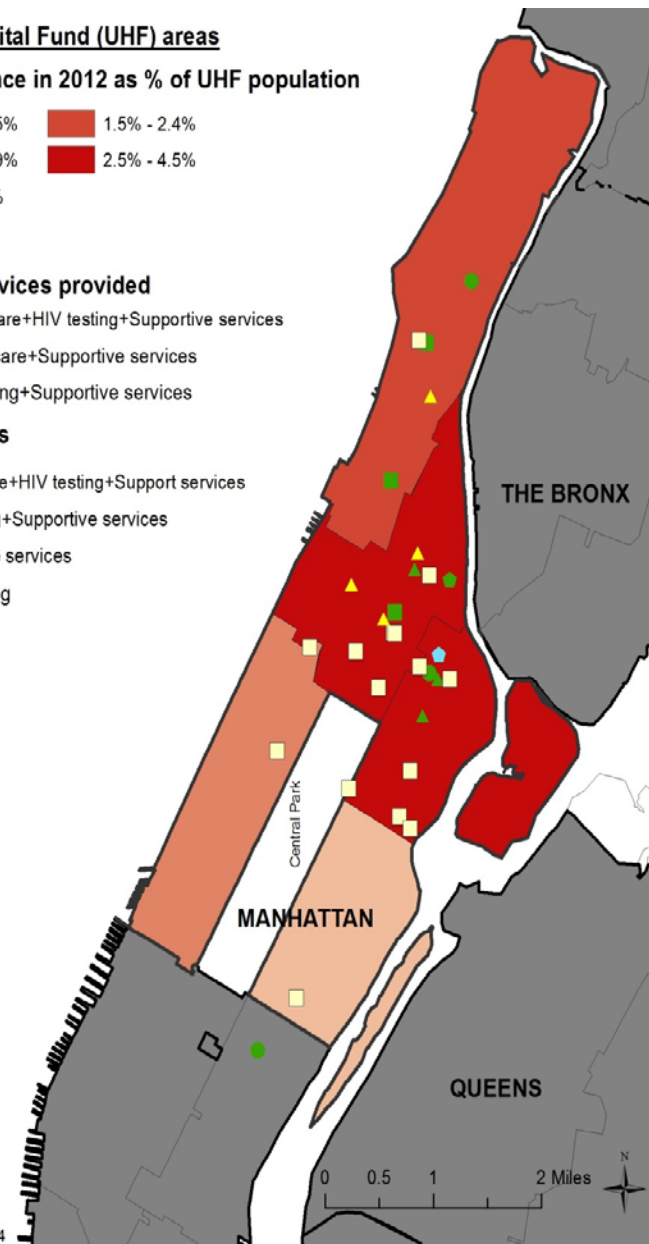 ital Fund (UHF) areas
nce in 2012 as % of UHF population
5% 1.5% - 2.4%
9% 2.5% - 4.5%
%
vices provided
are+HIV testing+Supportive services
care+Supportive services
ng+Supportive services
s
e+HIV testing+Support services
g+Supportive services
e services
g
THE BRONX
Central Park
MANHATTAN
QUEENS
N
0 0.5 1 2 Miles
4